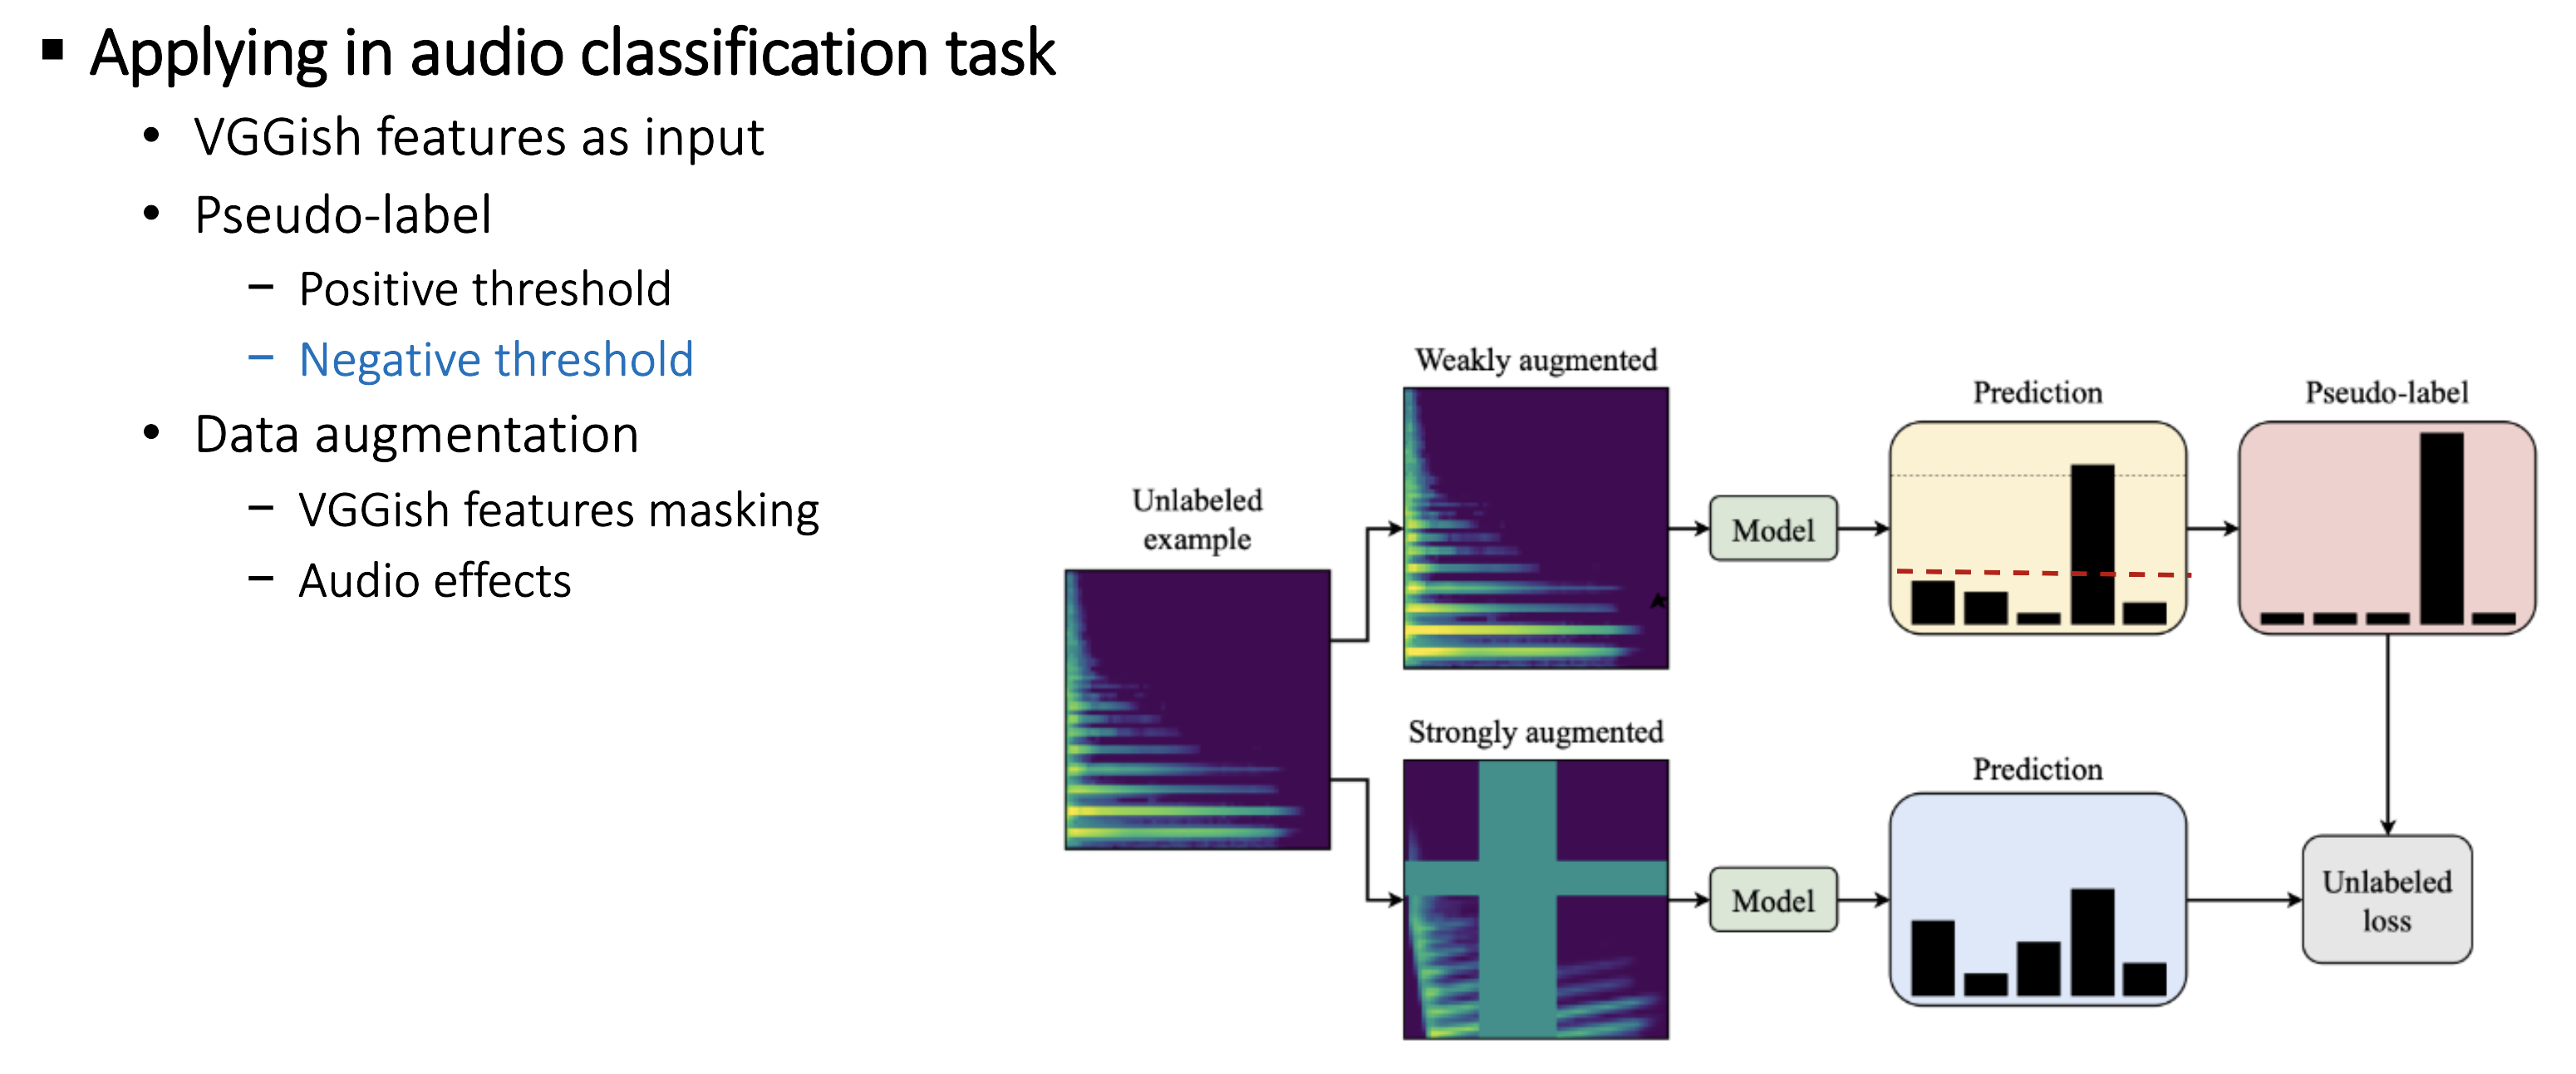 ▪ Applying in audio classification task
• VGGish features as input
• Pseudo-label
– Positive threshold
– Negative threshold
• Data augmentation
– VGGish features masking
– Audio effects
Unlabeled
example
Weakly augmented
Model
Prediction
Pseudo-label
Strongly augmented
Model
Prediction
Unlabeled
loss